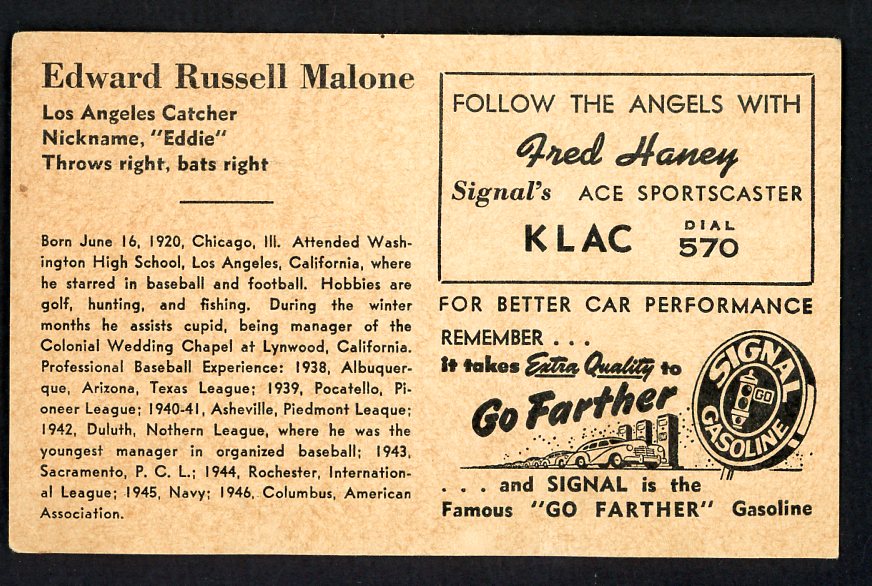 Edward Russell Malone
Los Angeles Catcher
Nickname, "Eddie"
Throws right, bats right
Born June 16, 1920, Chicago, Ill. Attended Wash-
ington High School, Los Angeles, California, where
he starred in baseball and football. Hobbies are
golf, hunting, and fishing. During the winter
months he assists cupid, being manager of the
Colonial Wedding Chapel at Lynwood, California.
Professional Baseball Experience: 1938, Albuquer-
que, Arizona, Texas League; 1939, Pocatello, Pi-
oneer League; 1940-41, Asheville, Piedmont League;
1942, Duluth, Nothern League, where he was the
youngest manager in organized baseball; 1943,
Sacramento, P. C. L.; 1944, Rochester, Internation-
al League; 1945, Navy; 1946, Columbus, American
Association.
FOLLOW THE ANGELS WITH
Fred Haney
Signal's ACE SPORTSCASTER
KLAC DIAL 570
FOR BETTER CAR PERFORMANCE
REMEMBER . . .
it takes Extra Quality to
Go Farther
SIGNAL
GO
GASOLINE
. . . and SIGNAL is the
Famous "GO FARTHER" Gasoline